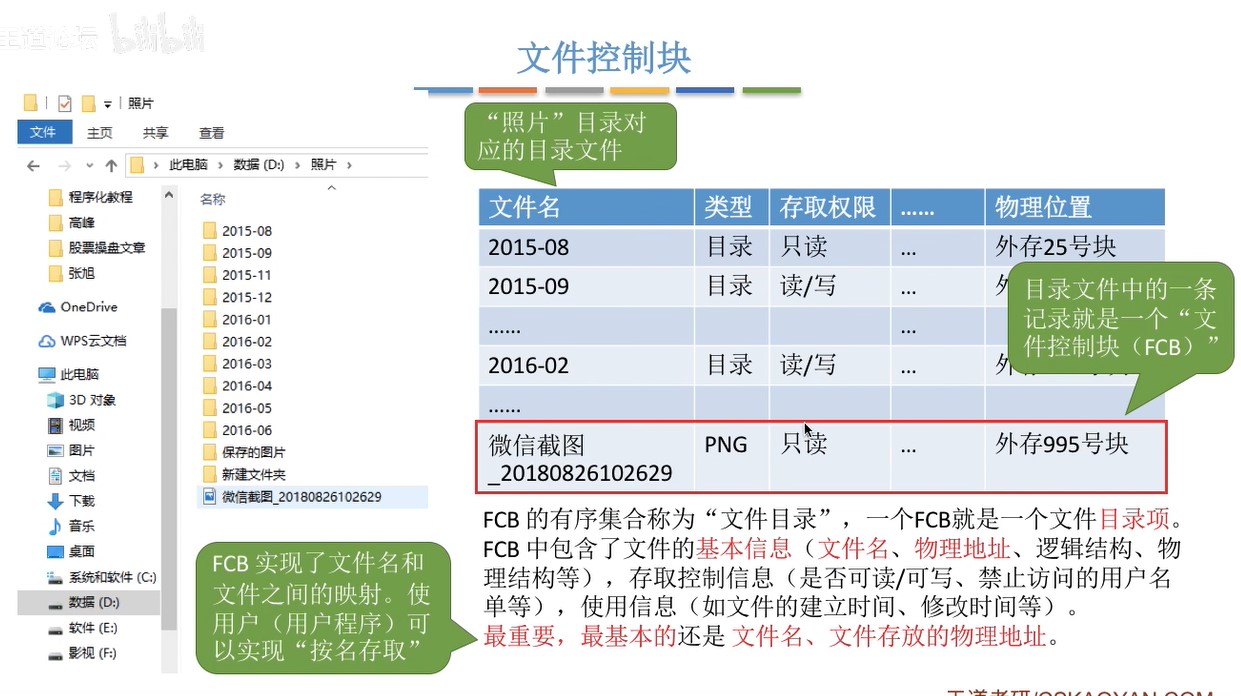 王道论坛 bilibili
文件控制块
照片
文件 主页 共享 查看
此电脑 数据 (D:) 照片
程序化教程
高峰
股票操盘文章
张旭
OneDrive
WPS云文档
此电脑
3D 对象
视频
图片
文档
下载
音乐
桌面
系统和软件 (C:)
数据 (D:)
软件 (E:)
影视 (F:)
名称
2015-08
2015-09
2015-11
2015-12
2016-01
2016-02
2016-03
2016-04
2016-05
2016-06
保存的图片
新建文件夹
微信截图_20180826102629
“照片”目录对
应的目录文件
文件名 类型 存取权限 …… 物理位置
2015-08 目录 只读 … 外存25号块
2015-09 目录 读/写 …
…… …
2016-02 目录 读/写 …
……
微信截图 PNG 只读 … 外存995号块
_20180826102629
目录文件中的一条
记录就是一个“文
件控制块（FCB）”
FCB 的有序集合称为“文件目录”，一个FCB就是一个文件目录项。
FCB 中包含了文件的基本信息（文件名、物理地址、逻辑结构、物
理结构等），存取控制信息（是否可读/可写、禁止访问的用户名
单等），使用信息（如文件的建立时间、修改时间等）。
最重要，最基本的还是 文件名、文件存放的物理地址。
FCB 实现了文件名和
文件之间的映射。使
用户（用户程序）可
以实现“按名存取”
王道考研/CSKAOYAN.COM